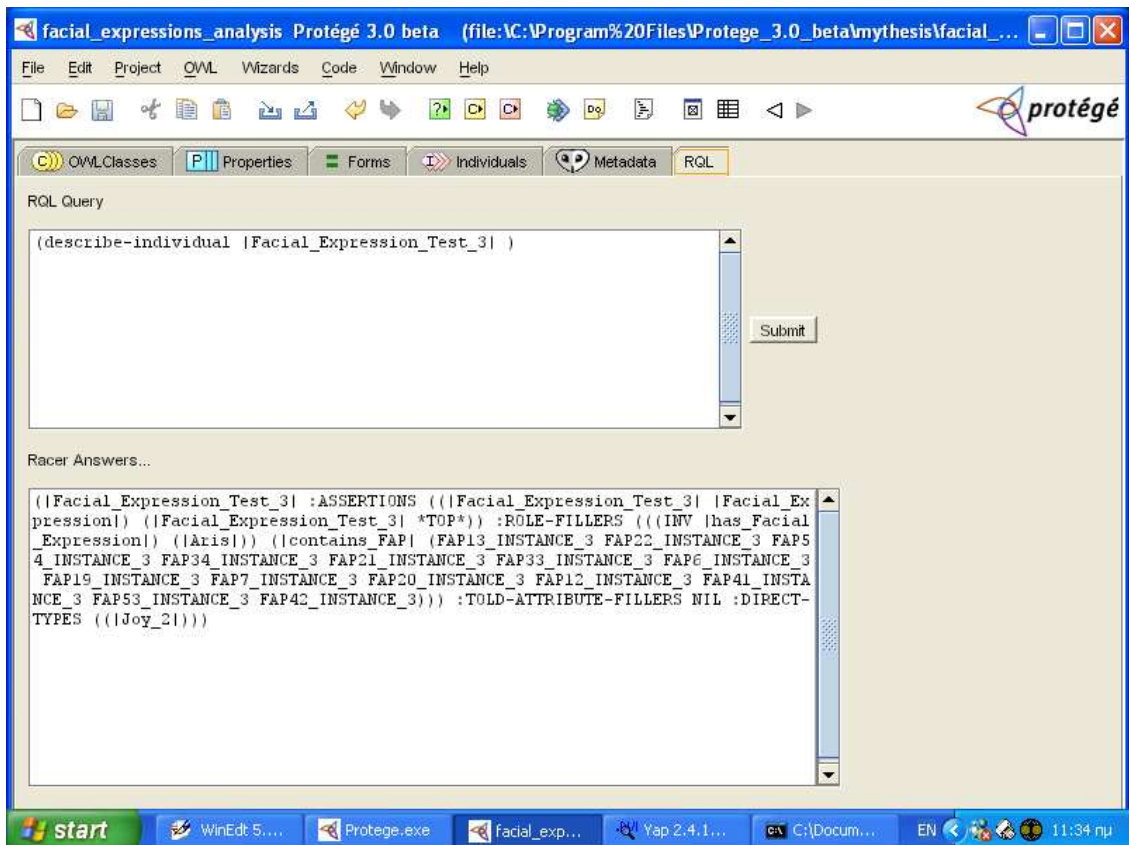 facial_expressions_analysis Protégé 3.0 beta (file:\C:\Program%20Files\Protege_3.0_beta\mythesis\facial_...
File Edit Project OWL Wizards Code Window Help
protégé
OWLClasses Properties Forms Individuals Metadata RQL
RQL Query
(describe-individual |Facial_Expression_Test_3| )
Submit
Racer Answers...
(|Facial_Expression_Test_3| :ASSERTIONS ((|Facial_Expression_Test_3| |Facial_Ex
pression|) (|Facial_Expression_Test_3| *TOP*)) :ROLE-FILLERS (((INV |has_Facial
_Expression|) (|Aris|)) (|contains_FAP| (FAP13_INSTANCE_3 FAP22_INSTANCE_3 FAP5
4_INSTANCE_3 FAP34_INSTANCE_3 FAP21_INSTANCE_3 FAP33_INSTANCE_3 FAP6_INSTANCE_3
FAP19_INSTANCE_3 FAP7_INSTANCE_3 FAP20_INSTANCE_3 FAP12_INSTANCE_3 FAP41_INSTA
NCE_3 FAP53_INSTANCE_3 FAP42_INSTANCE_3))) :TOLD-ATTRIBUTE-FILLERS NIL :DIRECT-
TYPES ((|Joy_2|)))
start WinEdt 5.... Protege.exe facial_exp... Yap 2.4.1... C:\Docum... EN 11:34 πμ